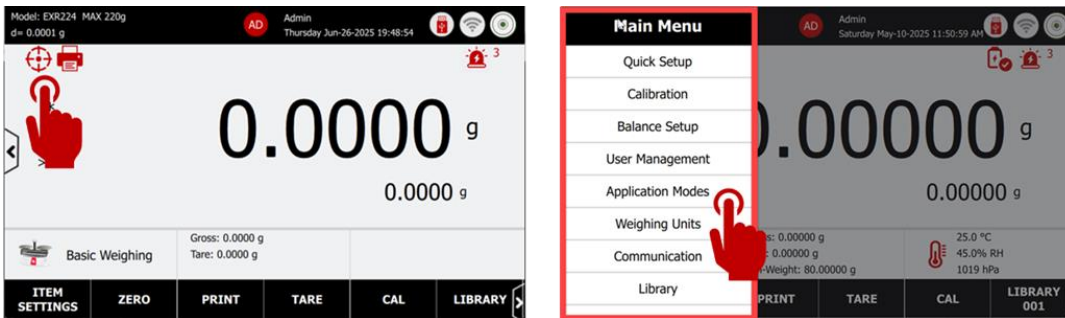 Model: EXR224 MAX 220g
d= 0.0001 g
AD
Admin
Thursday Jun-26-2025 19:48:54
3
0.0000 g
0.0000 g
Basic Weighing
Gross: 0.0000 g
Tare: 0.0000 g
ITEM
SETTINGS
ZERO
PRINT
TARE
CAL
LIBRARY
Main Menu
Quick Setup
Calibration
Balance Setup
User Management
Application Modes
Weighing Units
Communication
Library
AD
Admin
Saturday May-10-2025 11:50:59 AM
3
0.00000 g
0.00000 g
0.00000 g
0.00000 g
-Weight: 80.00000 g
25.0 °C
45.0% RH
1019 hPa
PRINT
TARE
CAL
LIBRARY
001